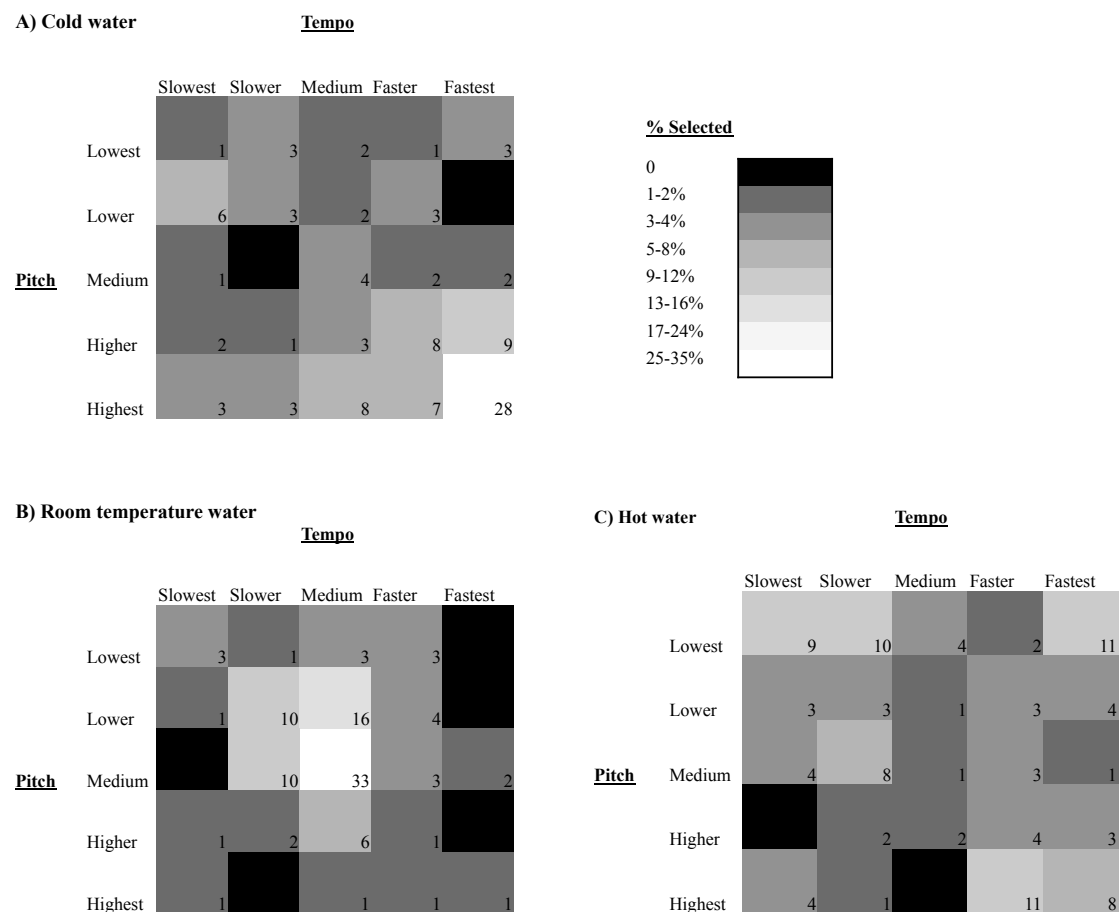 A) Cold water Tempo
Slowest Slower Medium Faster Fastest
Lowest 1 3 2 1 3
Lower 6 3 2 3
Pitch Medium 1 4 2 2
Higher 2 1 3 8 9
Highest 3 3 8 7 28
% Selected
0
1-2%
3-4%
5-8%
9-12%
13-16%
17-24%
25-35%
B) Room temperature water
Tempo
Slowest Slower Medium Faster Fastest
Lowest 3 1 3 3
Lower 1 10 16 4
Pitch Medium 10 33 3 2
Higher 1 2 6 1
Highest 1 1 1 1
C) Hot water Tempo
Slowest Slower Medium Faster Fastest
Lowest 9 10 4 2 11
Lower 3 3 1 3 4
Pitch Medium 4 8 1 3 1
Higher 2 2 4 3
Highest 4 1 11 8